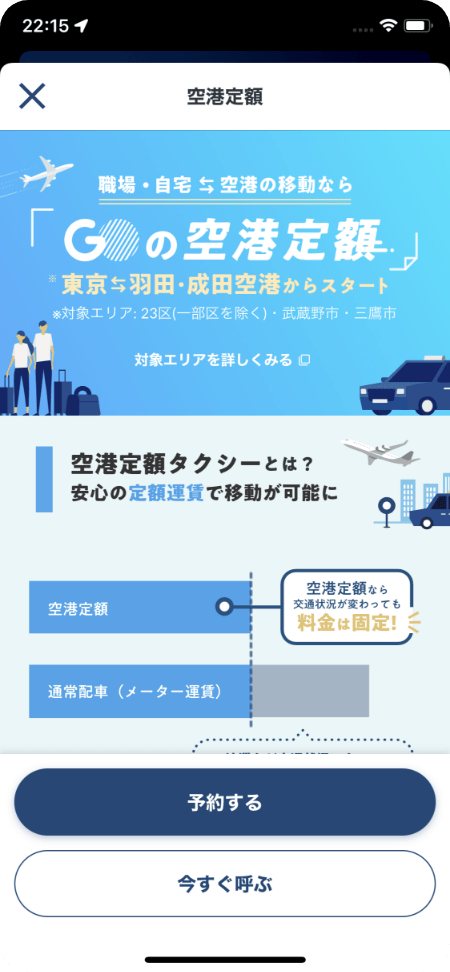 22:15
空港定額
職場・自宅 ⇆ 空港の移動なら
「GOの空港定額」
※東京⇆羽田・成田空港からスタート
※対象エリア: 23区(一部区を除く)・武蔵野市・三鷹市
対象エリアを詳しくみる
空港定額タクシーとは？
安心の定額運賃で移動が可能に
空港定額なら
交通状況が変わっても
料金は固定!
空港定額
通常配車（メーター運賃）
予約する
今すぐ呼ぶ